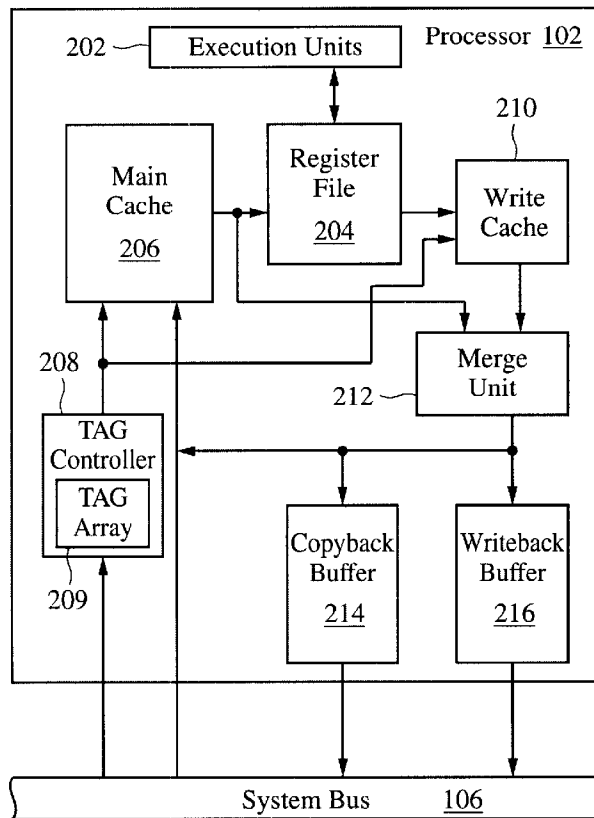 Processor 102
202
Execution Units
210
Main
Cache
206
Register
File
204
Write
Cache
208
TAG
Controller
TAG
Array
209
212
Merge
Unit
Copyback
Buffer
214
Writeback
Buffer
216
System Bus 106